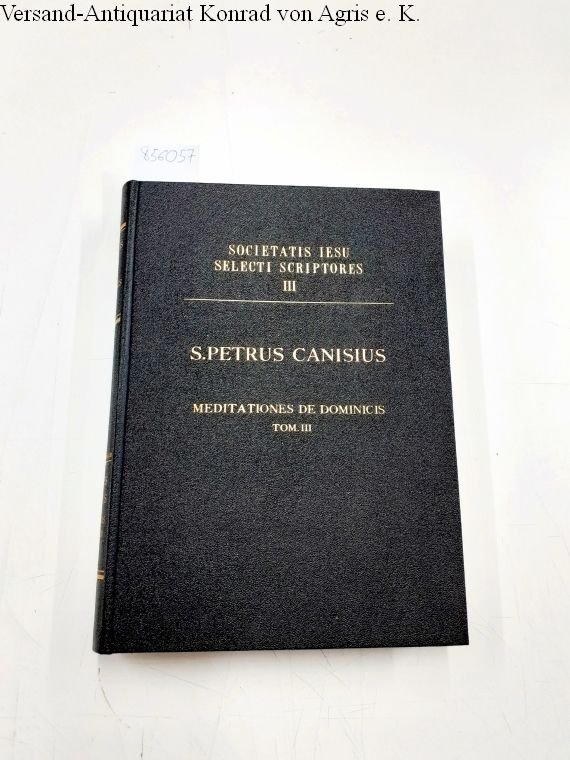 Versand-Antiquariat Konrad von Agris e. K.
856057
SOCIETATIS IESU
SELECTI SCRIPTORES
III
S.PETRUS CANISIUS
MEDITATIONES DE DOMINICIS
TOM. III